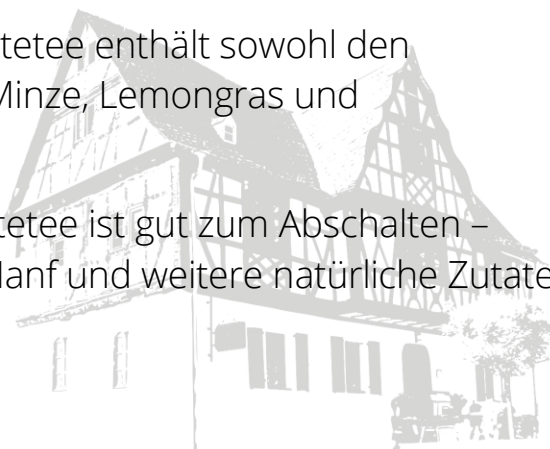 tetee enthält sowohl den
Minze, Lemongras und
tetee ist gut zum Abschalten –
Hanf und weitere natürliche Zutate